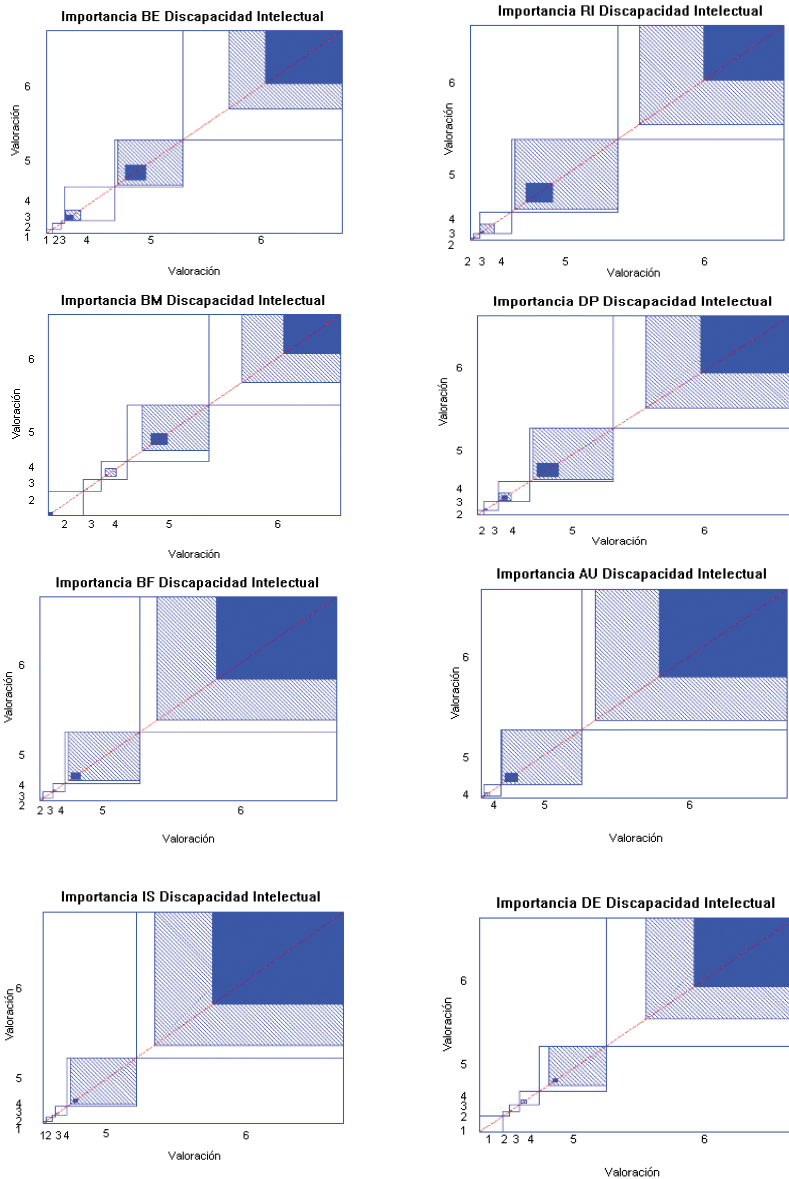 Importancia BE Discapacidad Intelectual
Valoración
6
5
4
3
2
1
1 2 3 4 5 6
Valoración
Importancia RI Discapacidad Intelectual
Valoración
6
5
4
3
2
2 3 4 5 6
Valoración
Importancia BM Discapacidad Intelectual
Valoración
6
5
4
3
2
2 3 4 5 6
Valoración
Importancia DP Discapacidad Intelectual
Valoración
6
5
4
3
2
2 3 4 5 6
Valoración
Importancia BF Discapacidad Intelectual
Valoración
6
5
4
3
2
2 3 4 5 6
Valoración
Importancia AU Discapacidad Intelectual
Valoración
6
5
4
4 5 6
Valoración
Importancia IS Discapacidad Intelectual
Valoración
6
5
4
3
2
1
12 3 4 5 6
Valoración
Importancia DE Discapacidad Intelectual
Valoración
6
5
4
3
2
1
1 2 3 4 5 6
Valoración